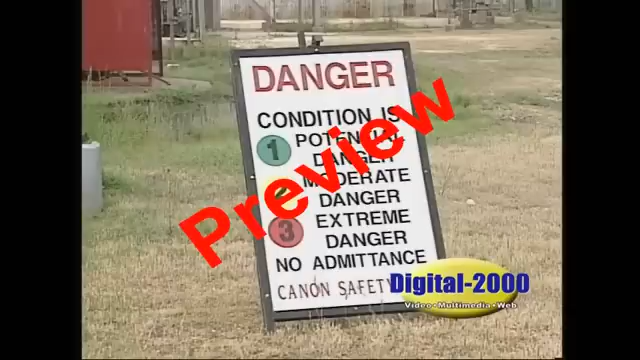 DANGER
CONDITION IS
1 POTENTIAL
DANGER
2 MODERATE
DANGER
3 EXTREME
DANGER
NO ADMITTANCE
CANON SAFETY
Preview
Digital-2000
Video•Multimedia•Web